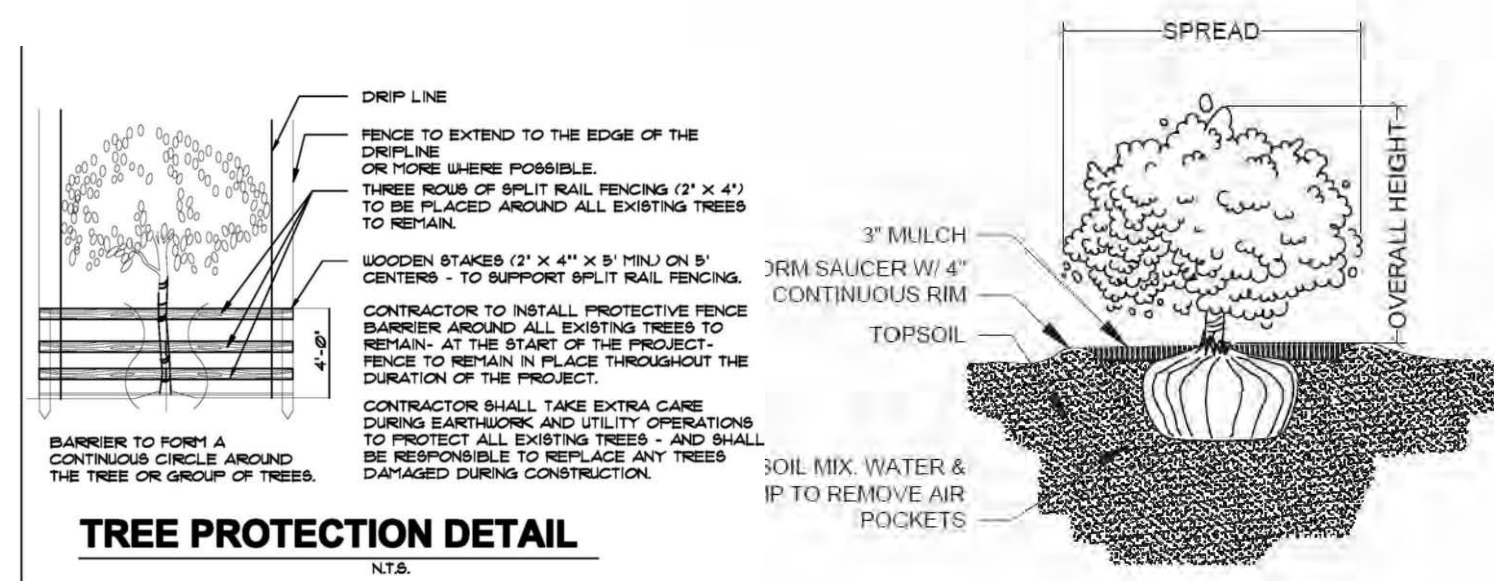 DRIP LINE
FENCE TO EXTEND TO THE EDGE OF THE
DRIPLINE
OR MORE WHERE POSSIBLE.
THREE ROWS OF SPLIT RAIL FENCING (2" X 4")
TO BE PLACED AROUND ALL EXISTING TREES
TO REMAIN.
WOODEN STAKES (2" X 4" X 5' MIN.) ON 5'
CENTERS - TO SUPPORT SPLIT RAIL FENCING.
CONTRACTOR TO INSTALL PROTECTIVE FENCE
BARRIER AROUND ALL EXISTING TREES TO
REMAIN- AT THE START OF THE PROJECT-
FENCE TO REMAIN IN PLACE THROUGHOUT THE
DURATION OF THE PROJECT.
CONTRACTOR SHALL TAKE EXTRA CARE
DURING EARTHWORK AND UTILITY OPERATIONS
TO PROTECT ALL EXISTING TREES - AND SHALL
BE RESPONSIBLE TO REPLACE ANY TREES
DAMAGED DURING CONSTRUCTION.
4'-0"
BARRIER TO FORM A
CONTINUOUS CIRCLE AROUND
THE TREE OR GROUP OF TREES.
TREE PROTECTION DETAIL
N.T.S.
SPREAD
OVERALL HEIGHT
3" MULCH
ORM SAUCER W/ 4"
CONTINUOUS RIM
TOPSOIL
SOIL MIX. WATER &
MP TO REMOVE AIR
POCKETS